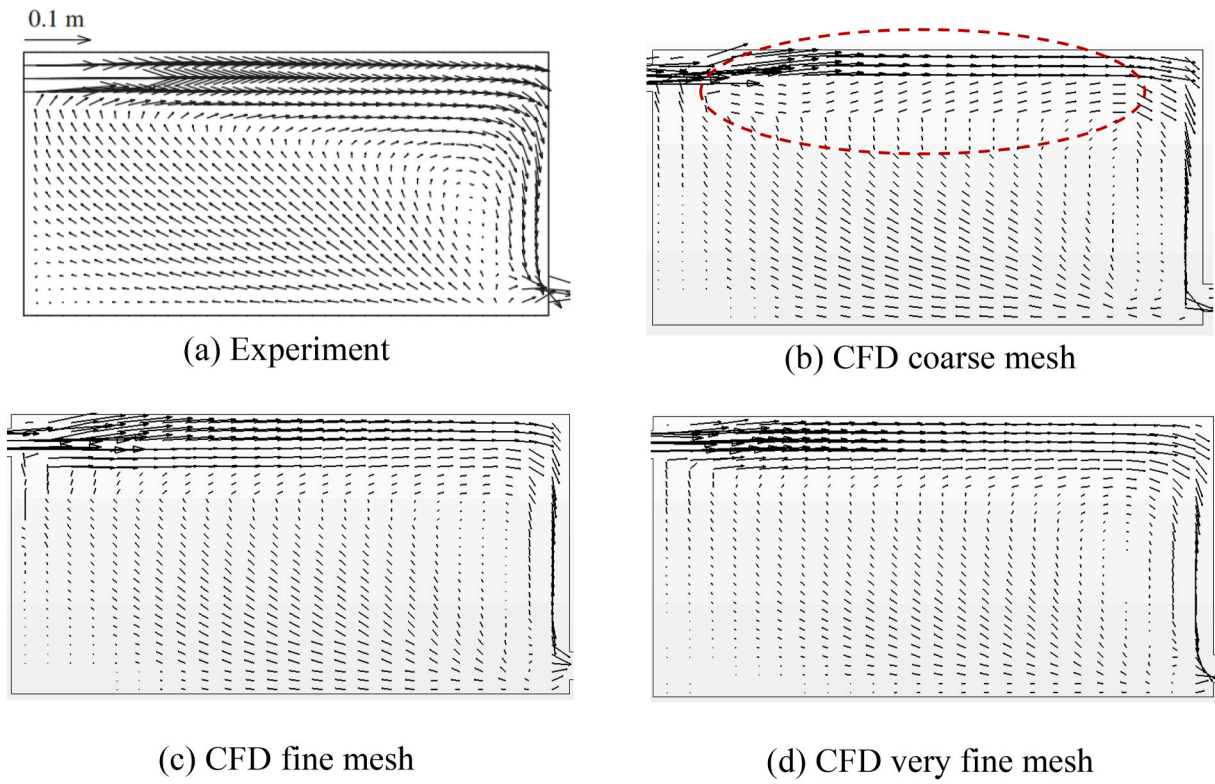 0.1 m
(a) Experiment
(b) CFD coarse mesh
(c) CFD fine mesh
(d) CFD very fine mesh